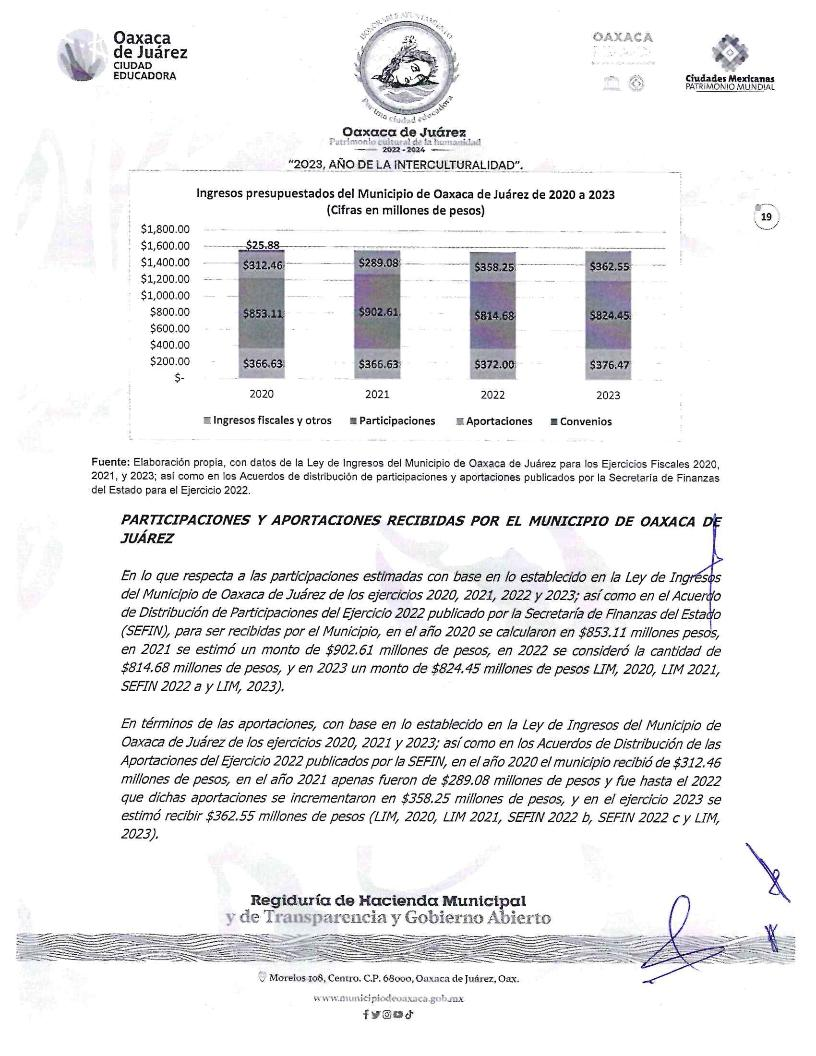 Oaxaca
de Juárez
CIUDAD
EDUCADORA
HONORABLE AYUNTAMIENTO
Por una ciudad educadora
Oaxaca de Juárez
Patrimonio cultural de la humanidad
2022 - 2024
OAXACA
Ciudades Mexicanas
PATRIMONIO MUNDIAL
"2023, AÑO DE LA INTERCULTURALIDAD".
19
Ingresos presupuestados del Municipio de Oaxaca de Juárez de 2020 a 2023
(Cifras en millones de pesos)
$1,800.00
$1,600.00 $25.88
$1,400.00 $312.46 $289.08 $358.25 $362.55
$1,200.00
$1,000.00
$800.00 $853.11 $902.61 $814.68 $824.45
$600.00
$400.00
$200.00 $366.63 $366.63 $372.00 $376.47
$-
2020 2021 2022 2023
Ingresos fiscales y otros Participaciones Aportaciones Convenios
Fuente: Elaboración propia, con datos de la Ley de Ingresos del Municipio de Oaxaca de Juárez para los Ejercicios Fiscales 2020,
2021, y 2023; así como en los Acuerdos de distribución de participaciones y aportaciones publicados por la Secretaría de Finanzas
del Estado para el Ejercicio 2022.
PARTICIPACIONES Y APORTACIONES RECIBIDAS POR EL MUNICIPIO DE OAXACA DE
JUÁREZ
En lo que respecta a las participaciones estimadas con base en lo establecido en la Ley de Ingresos
del Municipio de Oaxaca de Juárez de los ejercicios 2020, 2021, 2022 y 2023; así como en el Acuerdo
de Distribución de Participaciones del Ejercicio 2022 publicado por la Secretaría de Finanzas del Estado
(SEFIN), para ser recibidas por el Municipio, en el año 2020 se calcularon en $853.11 millones pesos,
en 2021 se estimó un monto de $902.61 millones de pesos, en 2022 se consideró la cantidad de
$814.68 millones de pesos, y en 2023 un monto de $824.45 millones de pesos LIM, 2020, LIM 2021,
SEFIN 2022 a y LIM, 2023).
En términos de las aportaciones, con base en lo establecido en la Ley de Ingresos del Municipio de
Oaxaca de Juárez de los ejercicios 2020, 2021 y 2023; así como en los Acuerdos de Distribución de las
Aportaciones del Ejercicio 2022 publicados por la SEFIN, en el año 2020 el municipio recibió de $312.46
millones de pesos, en el año 2021 apenas fueron de $289.08 millones de pesos y fue hasta el 2022
que dichas aportaciones se incrementaron en $358.25 millones de pesos, y en el ejercicio 2023 se
estimó recibir $362.55 millones de pesos (LIM, 2020, LIM 2021, SEFIN 2022 b, SEFIN 2022 c y LIM,
2023).
Regiduría de Hacienda Municipal
y de Transparencia y Gobierno Abierto
Morelos 108, Centro. C.P. 68000, Oaxaca de Juárez, Oax.
www.municipiodeoaxaca.gob.mx